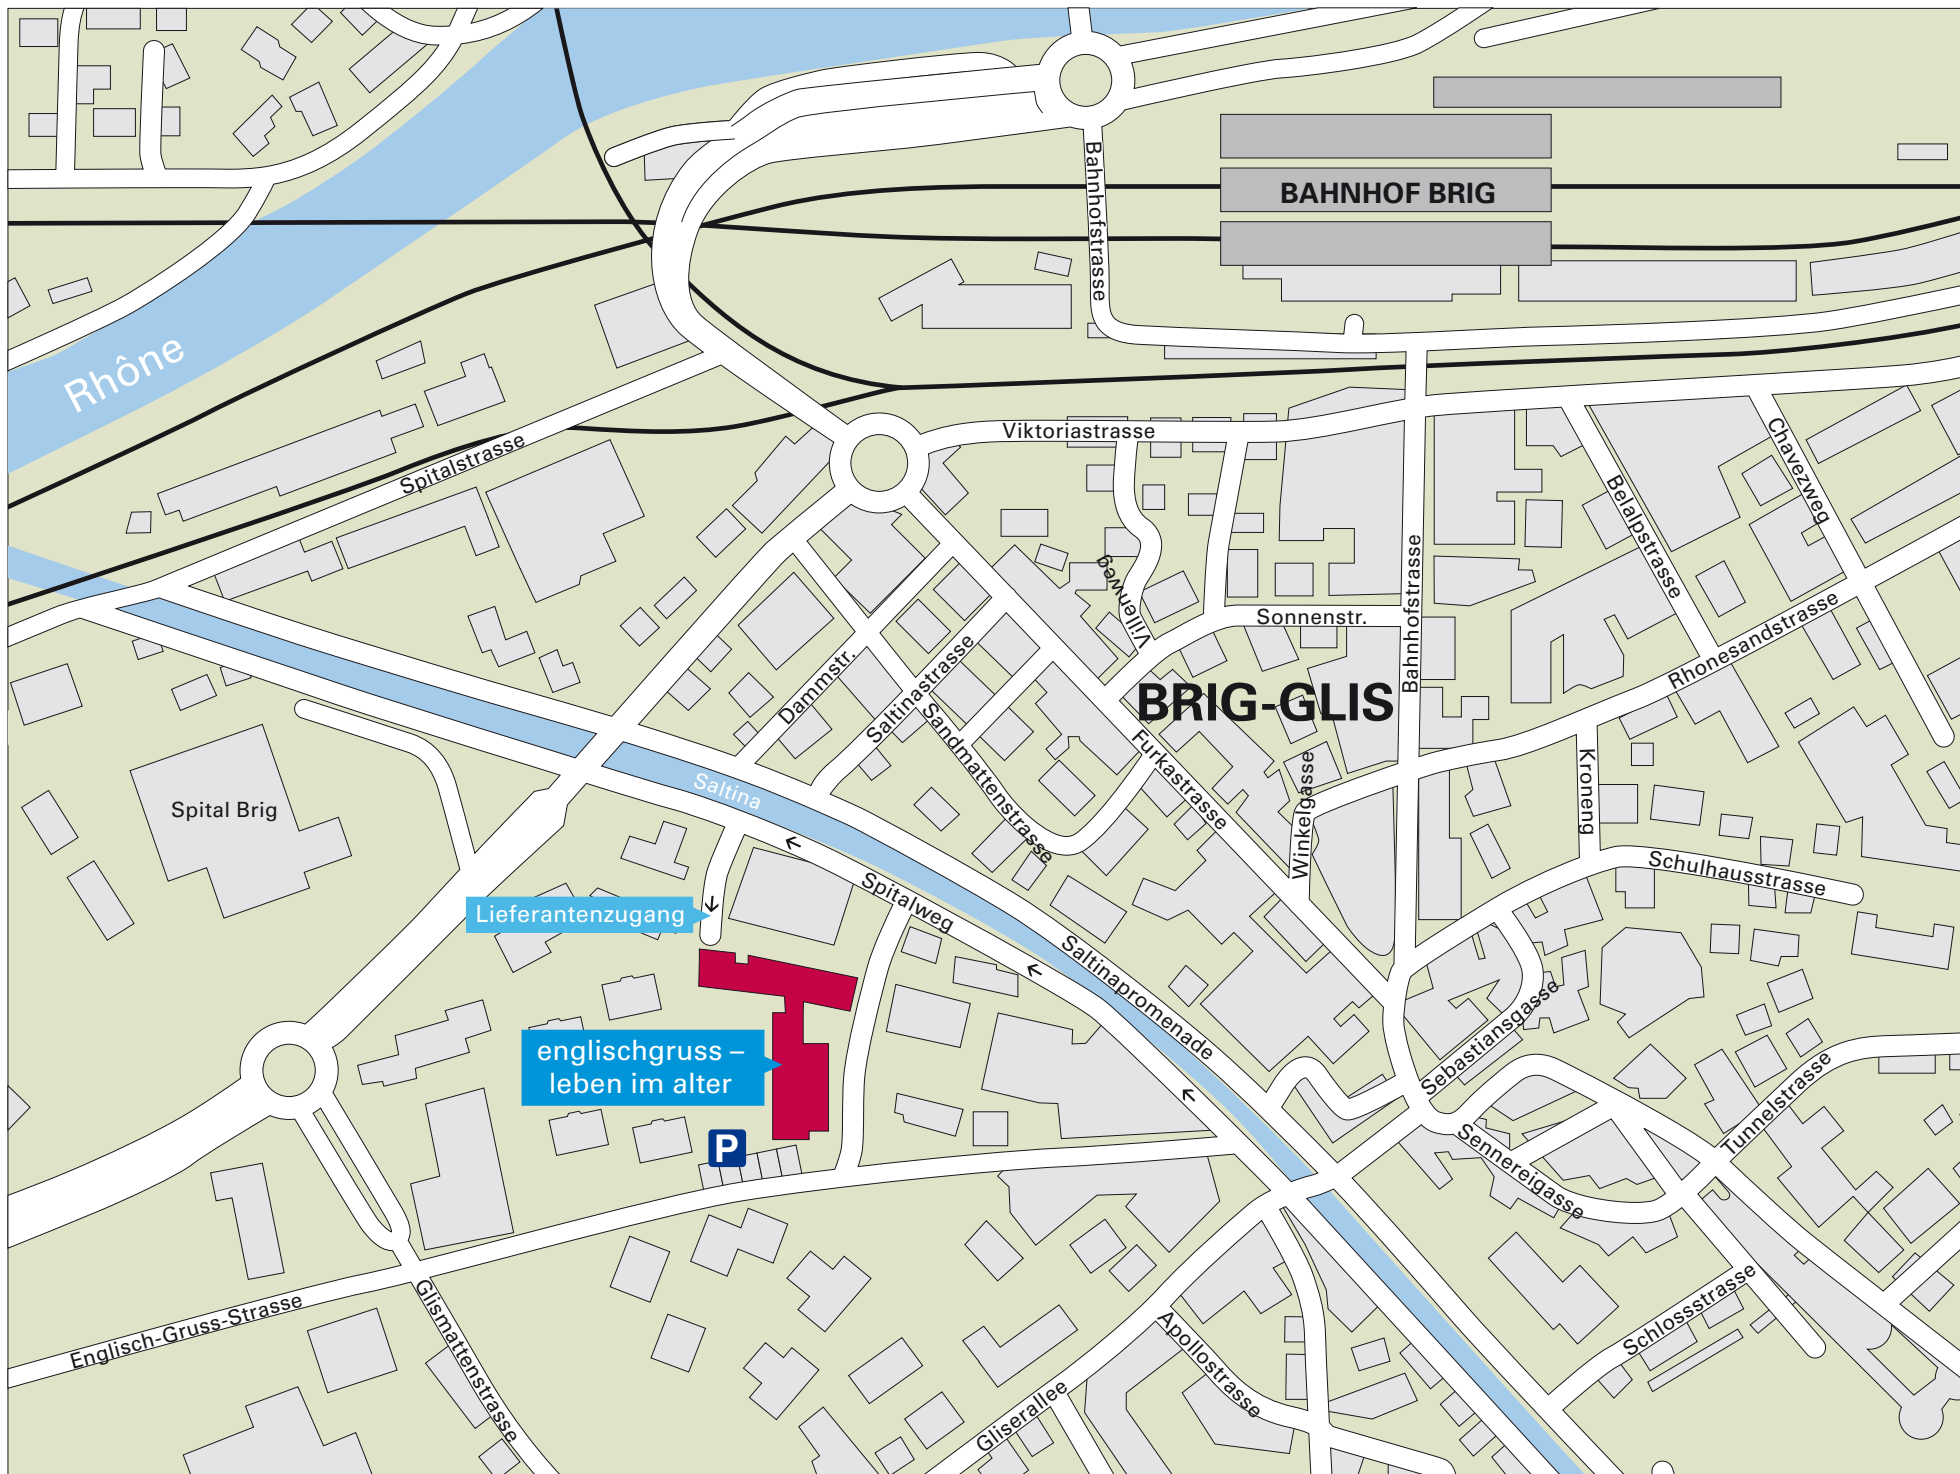 BAHNHOF BRIG
Bahnhofstrasse
Rhône
Viktoriastrasse
Spitalstrasse
Chavezweg
Belalpstrasse
Villenweg
Bahnhofstrasse
Sonnenstr.
Rhonesandstrasse
Dammstr.
Saltinastrasse
BRIG-GLIS
Sandmattenstrasse
Furkastrasse
Winkelgasse
Kroneng
Saltina
Spital Brig
Schulhausstrasse
Spitalweg
Lieferantenzugang
Saltinapromenade
Sebastiansgasse
englischgruss –
leben im alter
P
Tunnelstrasse
Sennereigasse
Englisch-Gruss-Strasse
Glismattenstrasse
Schlossstrasse
Apollostrasse
Gliserallee